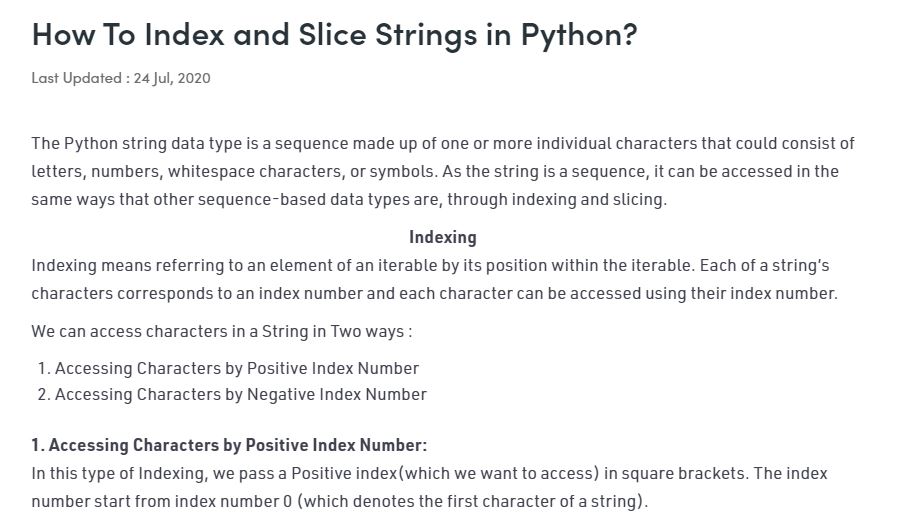 How To Index and Slice Strings in Python?
Last Updated : 24 Jul, 2020
The Python string data type is a sequence made up of one or more individual characters that could consist of
letters, numbers, whitespace characters, or symbols. As the string is a sequence, it can be accessed in the
same ways that other sequence-based data types are, through indexing and slicing.
Indexing
Indexing means referring to an element of an iterable by its position within the iterable. Each of a string's
characters corresponds to an index number and each character can be accessed using their index number.
We can access characters in a String in Two ways :
1. Accessing Characters by Positive Index Number
2. Accessing Characters by Negative Index Number
1. Accessing Characters by Positive Index Number:
In this type of Indexing, we pass a Positive index(which we want to access) in square brackets. The index
number start from index number 0 (which denotes the first character of a string).